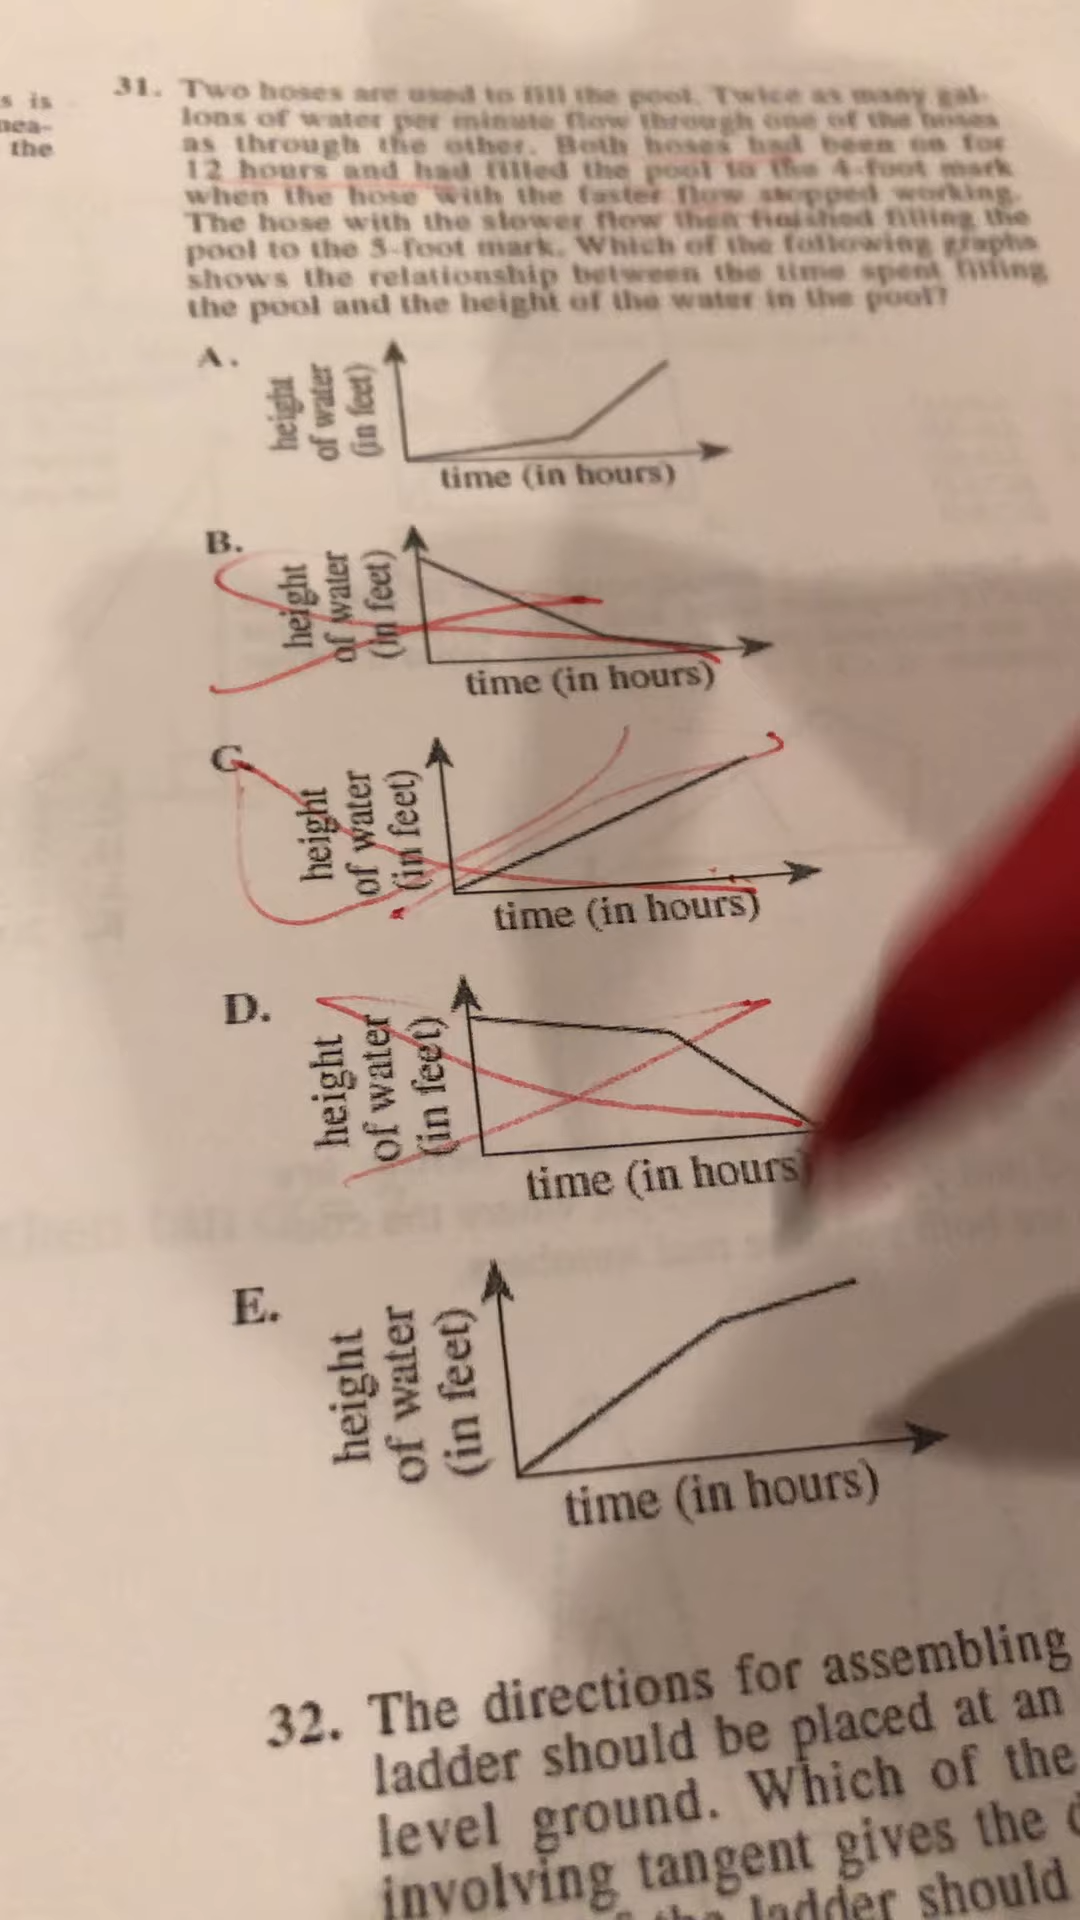 s is
nea-
the
31. Two hoses are used to fill the pool. Twice as many gal-
lons of water per minute flow through one of the hoses
as through the other. Both hoses had been on for
12 hours and had filled the pool to the 4-foot mark
when the hose with the faster flow stopped working.
The hose with the slower flow then finished filling the
pool to the 5-foot mark. Which of the following graphs
shows the relationship between the time spent filling
the pool and the height of the water in the pool?
A.
height
of water
(in feet)
time (in hours)
B.
height
of water
(in feet)
time (in hours)
C.
height
of water
(in feet)
time (in hours)
D.
height
of water
(in feet)
time (in hours)
E.
height
of water
(in feet)
time (in hours)
32. The directions for assembling
ladder should be placed at an
level ground. Which of the
involving tangent gives the
the ladder should